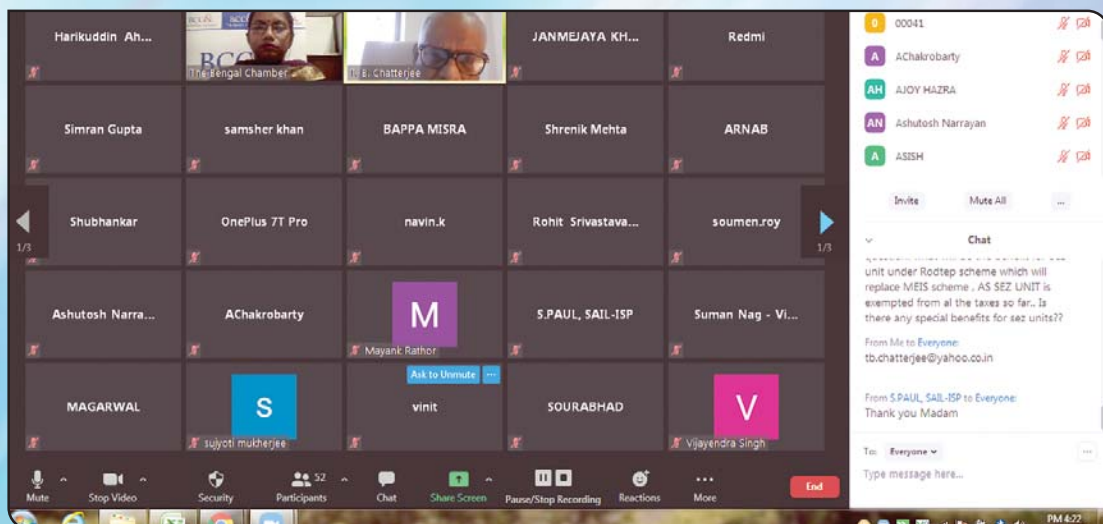 Harikuddin Ah...
The Bengal Chamber
T. B. Chatterjee
JANMEJAYA KH...
Redmi
Simran Gupta
samsher khan
BAPPA MISRA
Shrenik Mehta
ARNAB
Shubhankar
OnePlus 7T Pro
navin.k
Rohit Srivastava...
soumen.roy
1/3
1/3
Ashutosh Narra...
AChakrobarty
M
Mayank Rathor
S.PAUL, SAIL-ISP
Suman Nag - Vi...
MAGARWAL
S
sujyoti mukherjee
Ask to Unmute ...
vinit
SOURABHAD
V
Vijayendra Singh
Mute
Stop Video
Security
52
Participants
Chat
Share Screen
Pause/Stop Recording
Reactions
More
End
0 00041
A AChakrobarty
AH AJOY HAZRA
AN Ashutosh Narrayan
A ASISH
Invite Mute All ...
Chat
unit under Rodtep scheme which will
replace MEIS scheme . AS SEZ UNIT is
exempted from al the taxes so far.. Is
there any special benefits for sez units??
From Me to Everyone:
tb.chatterjee@yahoo.co.in
From S.PAUL, SAIL-ISP to Everyone:
Thank you Madam
To: Everyone
Type message here...
PM 4:22